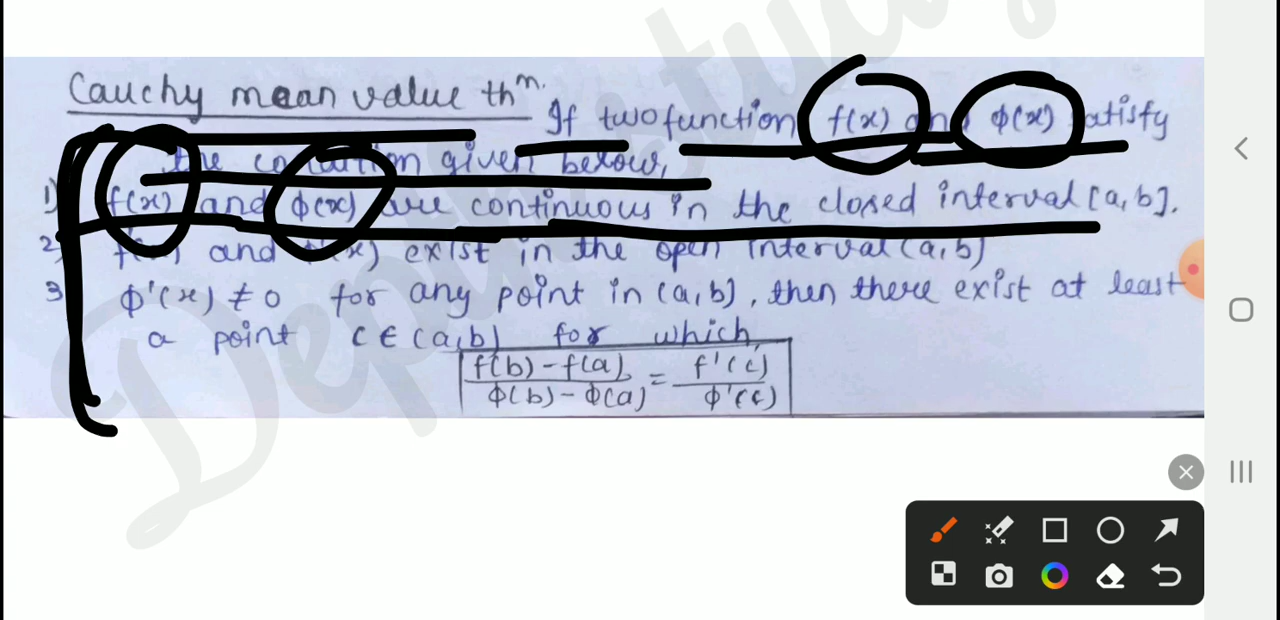 Cauchy mean value thm. If two function f(x) and φ(x) satisfy
the condition given below,
1) f(x) and φ(x) are continuous in the closed interval [a,b].
2) and exist in the open interval (a,b)
3 φ'(x) ≠ 0 for any point in (a,b), then there exist at least
a point c ∈ (a,b) for which,
f(b) - f(a) / φ(b) - φ(a) = f'(c) / φ'(c)